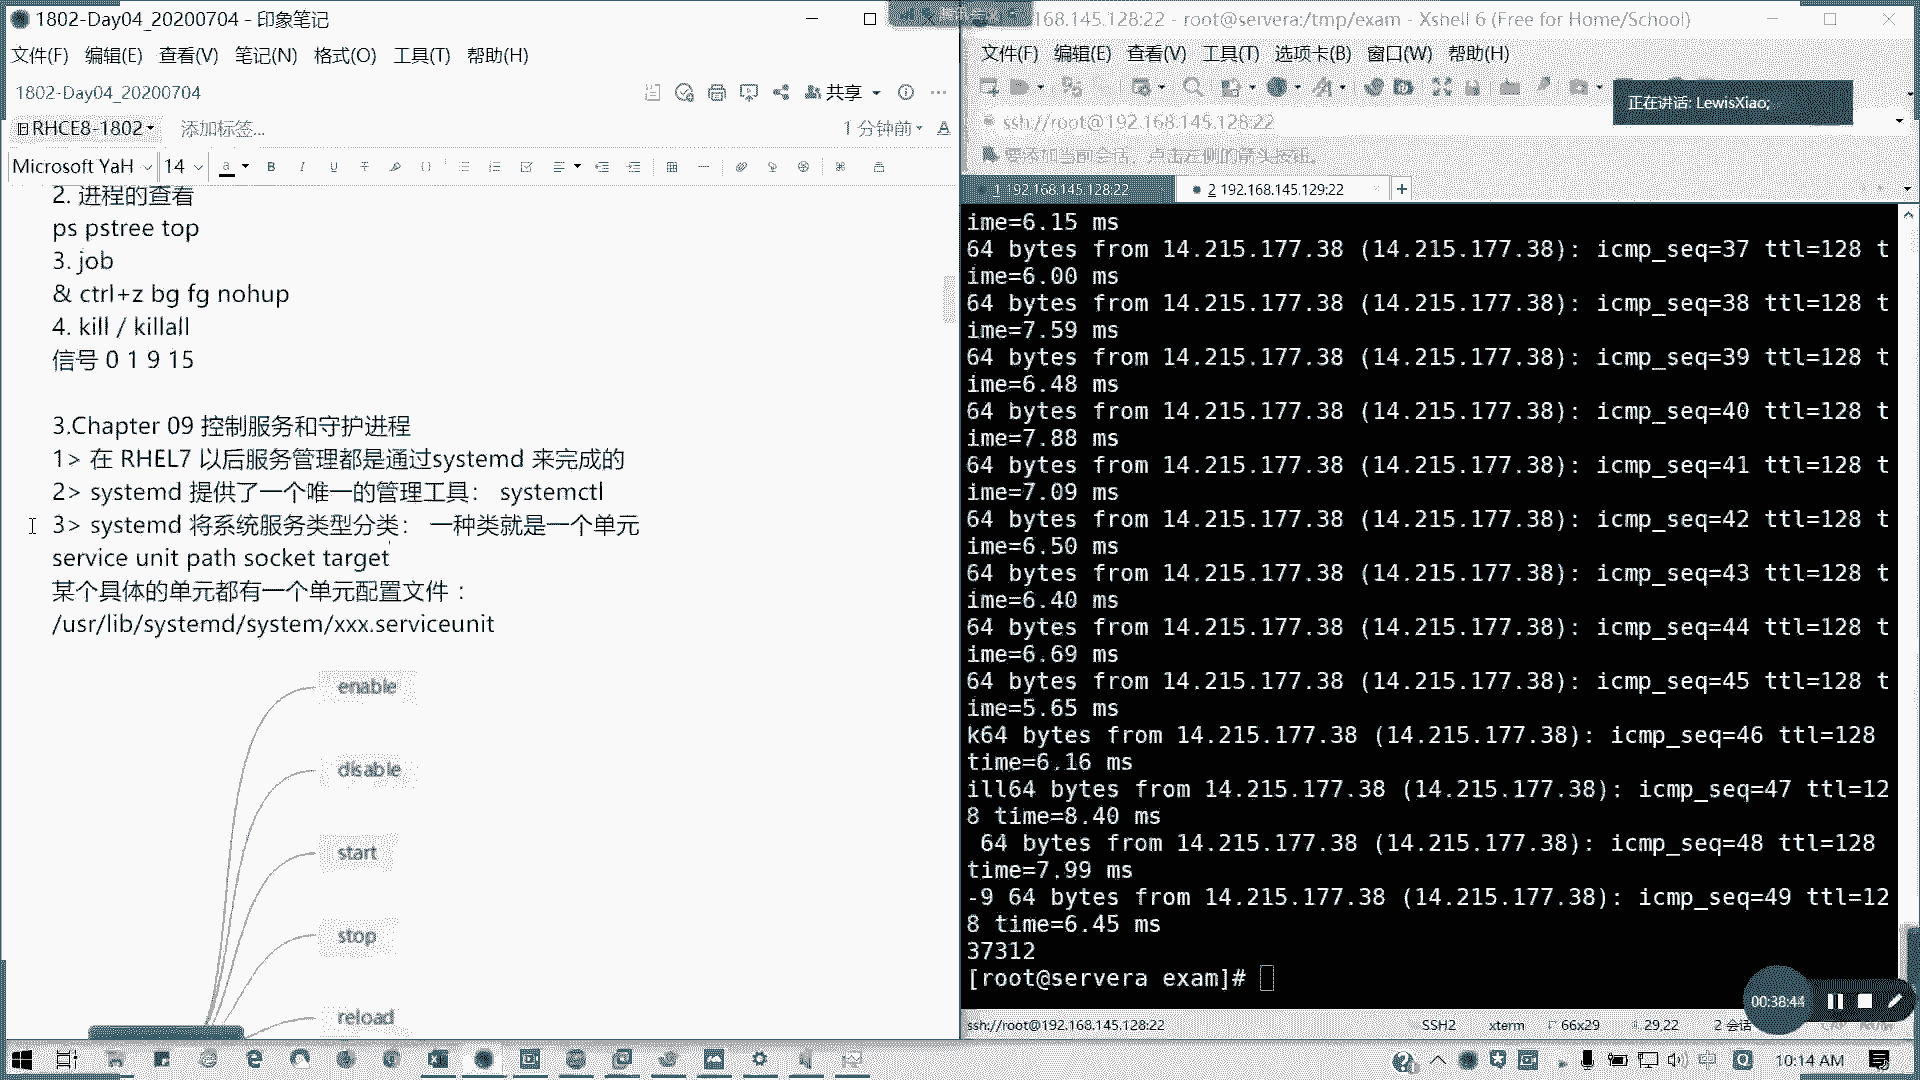 1802-Day04_20200704 - 印象笔记
文件(F) 编辑(E) 查看(V) 笔记(N) 格式(O) 工具(T) 帮助(H)
1802-Day04_20200704
共享
RHCE8-1802
添加标签...
1 分钟前
Microsoft YaH 14
2. 进程的查看
ps pstree top
3. job
& ctrl+z bg fg nohup
4. kill / killall
信号 0 1 9 15
3.Chapter 09 控制服务和守护进程
1> 在 RHEL7 以后服务管理都是通过systemd 来完成的
2> systemd 提供了一个唯一的管理工具： systemctl
3> systemd 将系统服务类型分类： 一种类就是一个单元
service unit path socket target
某个具体的单元都有一个单元配置文件：
/usr/lib/systemd/system/xxx.serviceunit
enable
disable
start
stop
reload
168.145.128:22 - root@servera:/tmp/exam - Xshell 6 (Free for Home/School)
文件(F) 编辑(E) 查看(V) 工具(T) 选项卡(B) 窗口(W) 帮助(H)
正在讲话: LewisXiao;
ssh://root@192.168.145.128:22
要添加当前会话，点击左侧的箭头按钮。
1 192.168.145.128:22
2 192.168.145.129:22
ime=6.15 ms
64 bytes from 14.215.177.38 (14.215.177.38): icmp_seq=37 ttl=128 t
ime=6.00 ms
64 bytes from 14.215.177.38 (14.215.177.38): icmp_seq=38 ttl=128 t
ime=7.59 ms
64 bytes from 14.215.177.38 (14.215.177.38): icmp_seq=39 ttl=128 t
ime=6.48 ms
64 bytes from 14.215.177.38 (14.215.177.38): icmp_seq=40 ttl=128 t
ime=7.88 ms
64 bytes from 14.215.177.38 (14.215.177.38): icmp_seq=41 ttl=128 t
ime=7.09 ms
64 bytes from 14.215.177.38 (14.215.177.38): icmp_seq=42 ttl=128 t
ime=6.50 ms
64 bytes from 14.215.177.38 (14.215.177.38): icmp_seq=43 ttl=128 t
ime=6.40 ms
64 bytes from 14.215.177.38 (14.215.177.38): icmp_seq=44 ttl=128 t
ime=6.69 ms
64 bytes from 14.215.177.38 (14.215.177.38): icmp_seq=45 ttl=128 t
ime=5.65 ms
k64 bytes from 14.215.177.38 (14.215.177.38): icmp_seq=46 ttl=128
time=6.16 ms
ill64 bytes from 14.215.177.38 (14.215.177.38): icmp_seq=47 ttl=12
8 time=8.40 ms
64 bytes from 14.215.177.38 (14.215.177.38): icmp_seq=48 ttl=128
time=7.99 ms
-9 64 bytes from 14.215.177.38 (14.215.177.38): icmp_seq=49 ttl=12
8 time=6.45 ms
37312
[root@servera exam]#
00:38:44
ssh://root@192.168.145.128:22 SSH2 xterm 66x29 29,22 2 会话
10:14 AM